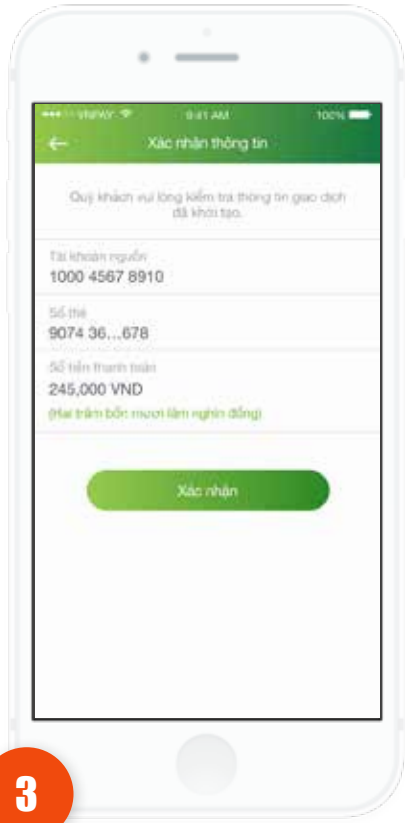 VNPAY 9:41 AM 100%
Xác nhận thông tin
Quý khách vui lòng kiểm tra thông tin giao dịch
đã khởi tạo.
Tài khoản nguồn
1000 4567 8910
Số thẻ
9074 36...678
Số tiền thanh toán
245,000 VND
(Hai trăm bốn mươi lăm nghìn đồng)
Xác nhận
3